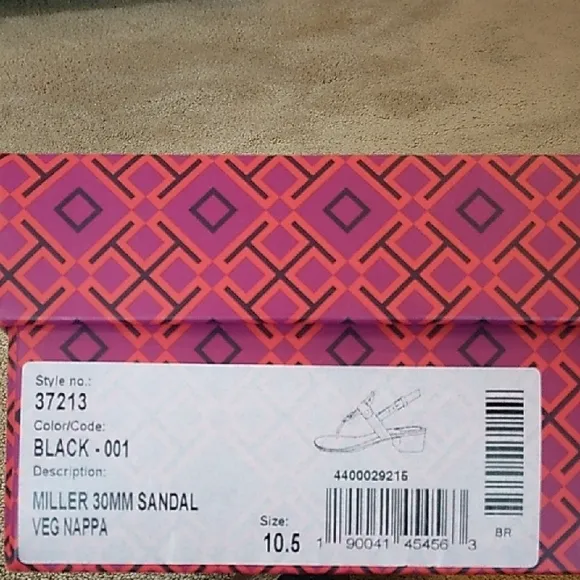 Style no.:
37213
Color/Code:
BLACK - 001
Description:
MILLER 30MM SANDAL
VEG NAPPA
Size:
10.5
4400029215
1 90041 45456 3
BR